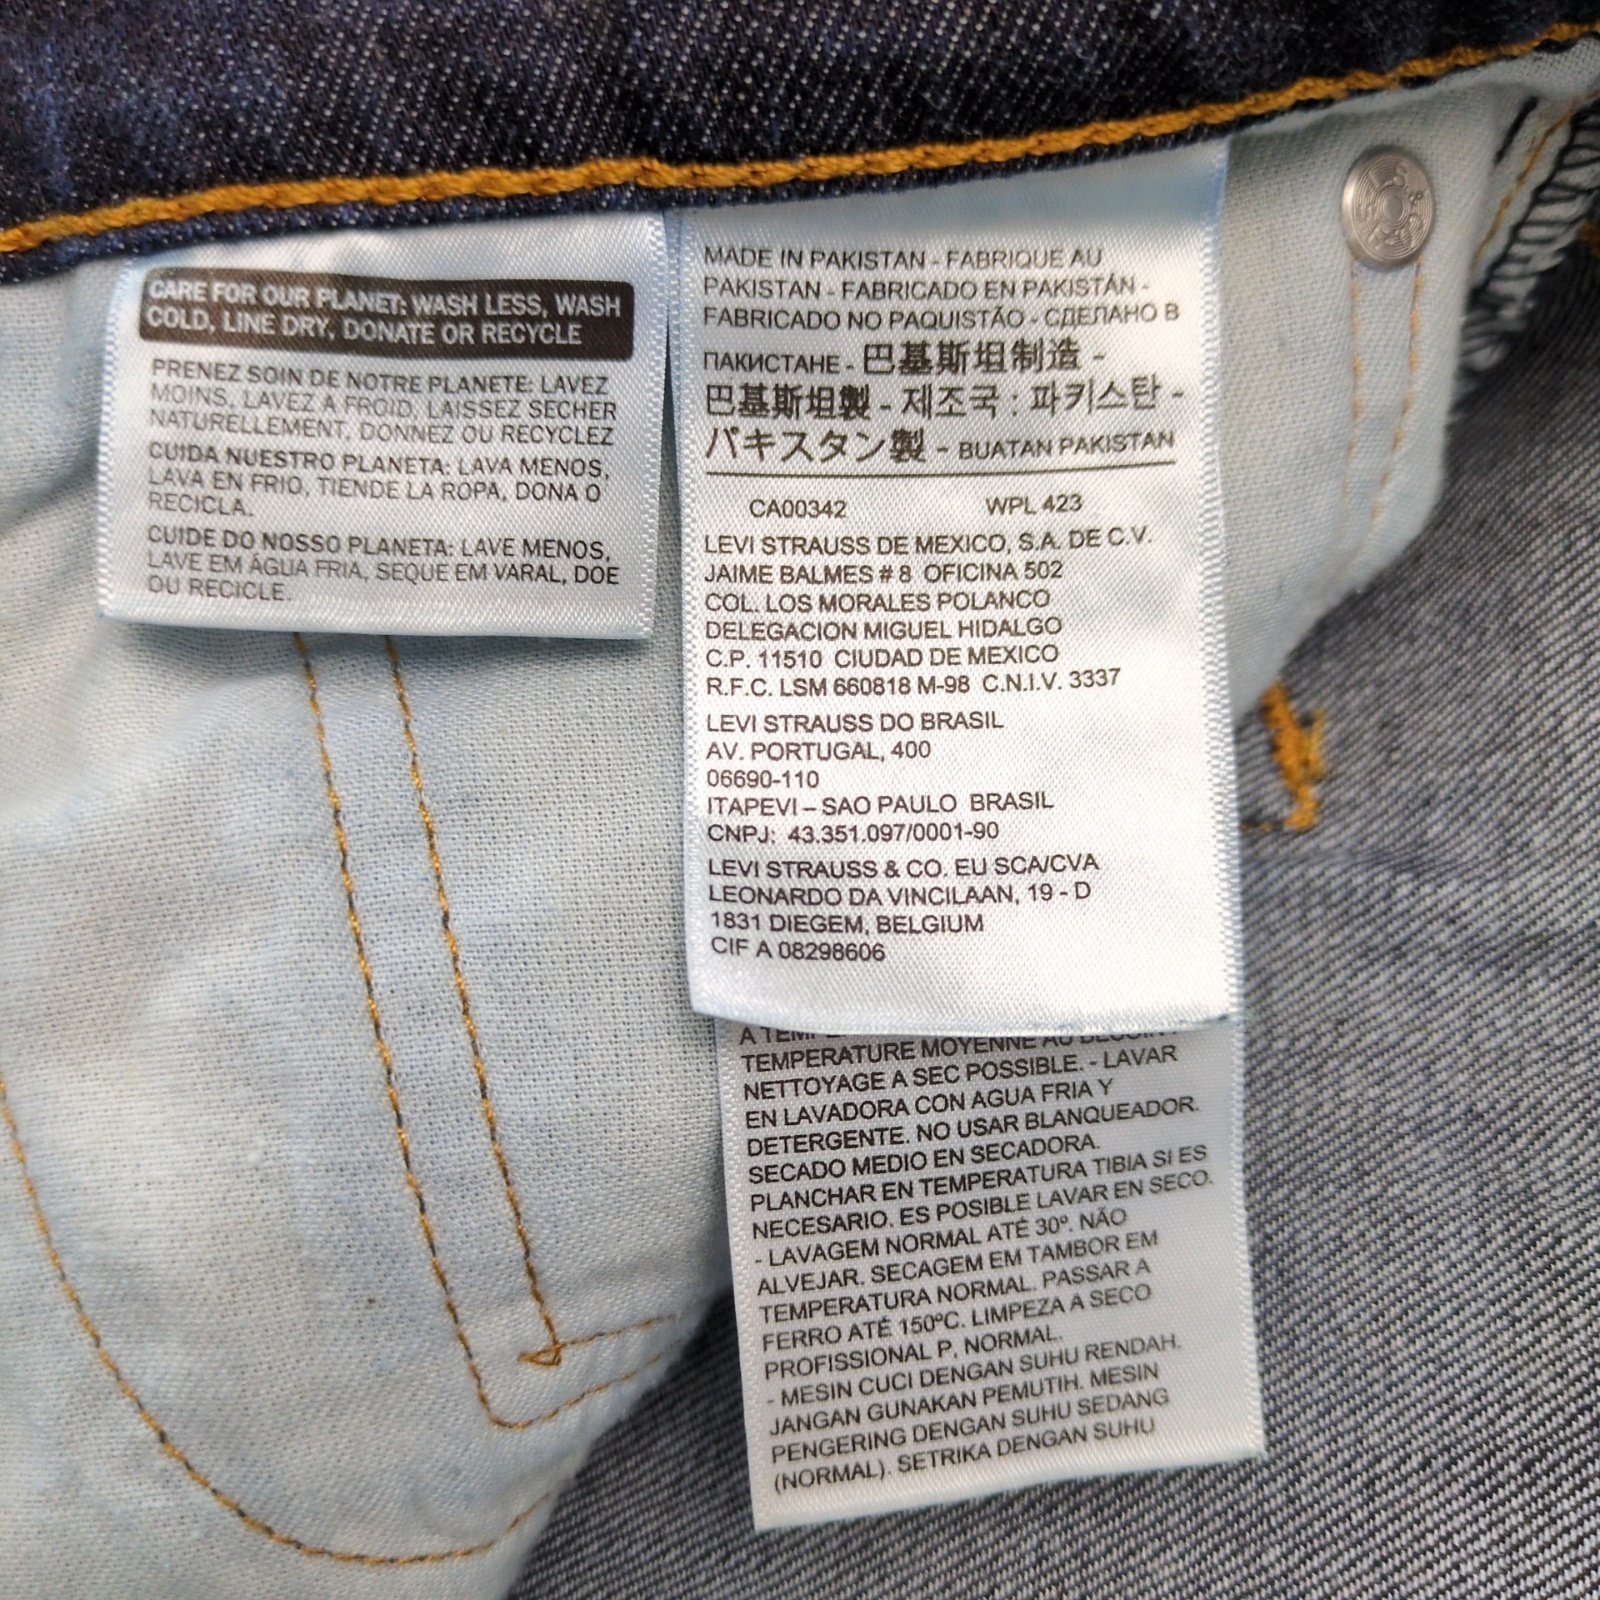 CARE FOR OUR PLANET: WASH LESS, WASH
COLD, LINE DRY, DONATE OR RECYCLE
PRENEZ SOIN DE NOTRE PLANETE: LAVEZ
MOINS, LAVEZ A FROID, LAISSEZ SECHER
NATURELLEMENT, DONNEZ OU RECYCLEZ
CUIDA NUESTRO PLANETA: LAVA MENOS,
LAVA EN FRIO, TIENDE LA ROPA, DONA O
RECICLA.
CUIDE DO NOSSO PLANETA: LAVE MENOS,
LAVE EM ÁGUA FRIA, SEQUE EM VARAL, DOE
OU RECICLE.
MADE IN PAKISTAN - FABRIQUE AU
PAKISTAN - FABRICADO EN PAKISTÁN -
FABRICADO NO PAQUISTÃO - СДЕЛАНО В
ПАКИСТАНЕ - 巴基斯坦制造 -
巴基斯坦製 - 제조국 : 파키스탄 -
パキスタン製 - BUATAN PAKISTAN
CA00342 WPL 423
LEVI STRAUSS DE MEXICO, S.A. DE C.V.
JAIME BALMES # 8 OFICINA 502
COL. LOS MORALES POLANCO
DELEGACION MIGUEL HIDALGO
C.P. 11510 CIUDAD DE MEXICO
R.F.C. LSM 660818 M-98 C.N.I.V. 3337
LEVI STRAUSS DO BRASIL
AV. PORTUGAL, 400
06690-110
ITAPEVI – SAO PAULO BRASIL
CNPJ: 43.351.097/0001-90
LEVI STRAUSS & CO. EU SCA/CVA
LEONARDO DA VINCILAAN, 19 - D
1831 DIEGEM, BELGIUM
CIF A 08298606
A
TEMPERATURE MOYENNE AU
NETTOYAGE A SEC POSSIBLE. - LAVAR
EN LAVADORA CON AGUA FRIA Y
DETERGENTE. NO USAR BLANQUEADOR.
SECADO MEDIO EN SECADORA.
PLANCHAR EN TEMPERATURA TIBIA SI ES
NECESARIO. ES POSIBLE LAVAR EN SECO.
- LAVAGEM NORMAL ATÉ 30º. NÃO
ALVEJAR. SECAGEM EM TAMBOR EM
TEMPERATURA NORMAL. PASSAR A
FERRO ATÉ 150ºC. LIMPEZA A SECO
PROFISSIONAL P, NORMAL.
- MESIN CUCI DENGAN SUHU RENDAH.
JANGAN GUNAKAN PEMUTIH. MESIN
PENGERING DENGAN SUHU SEDANG
(NORMAL). SETRIKA DENGAN SUHU